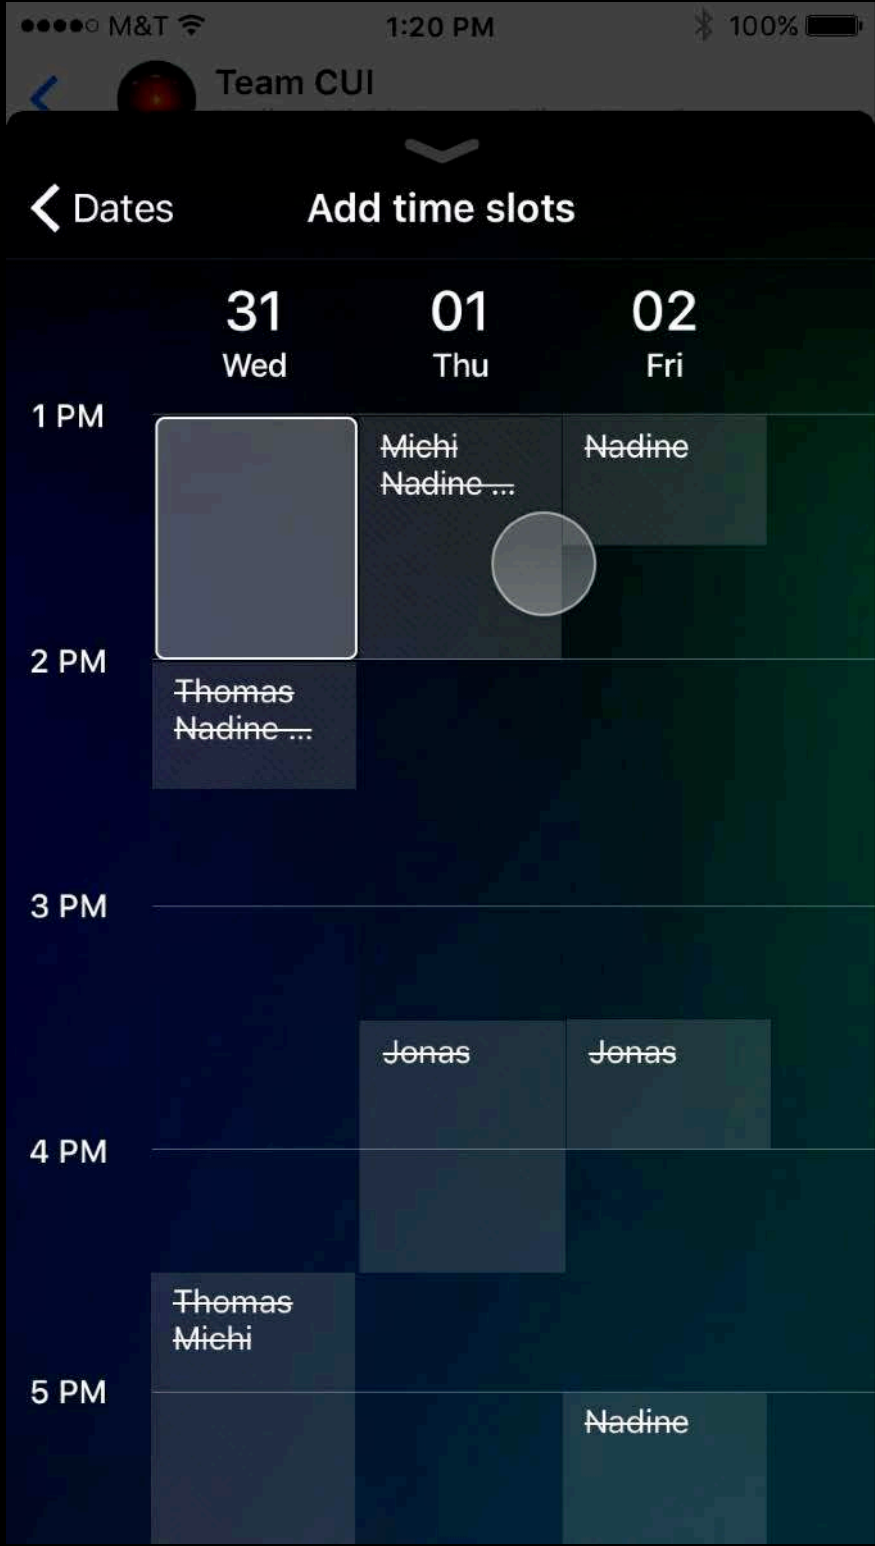 M&T 1:20 PM 100%
Team CUI
Dates Add time slots
31 01 02
Wed Thu Fri
1 PM
Michi Nadine
Nadine ...
2 PM
Thomas
Nadine ...
3 PM
Jonas Jonas
4 PM
Thomas
Michi
5 PM
Nadine